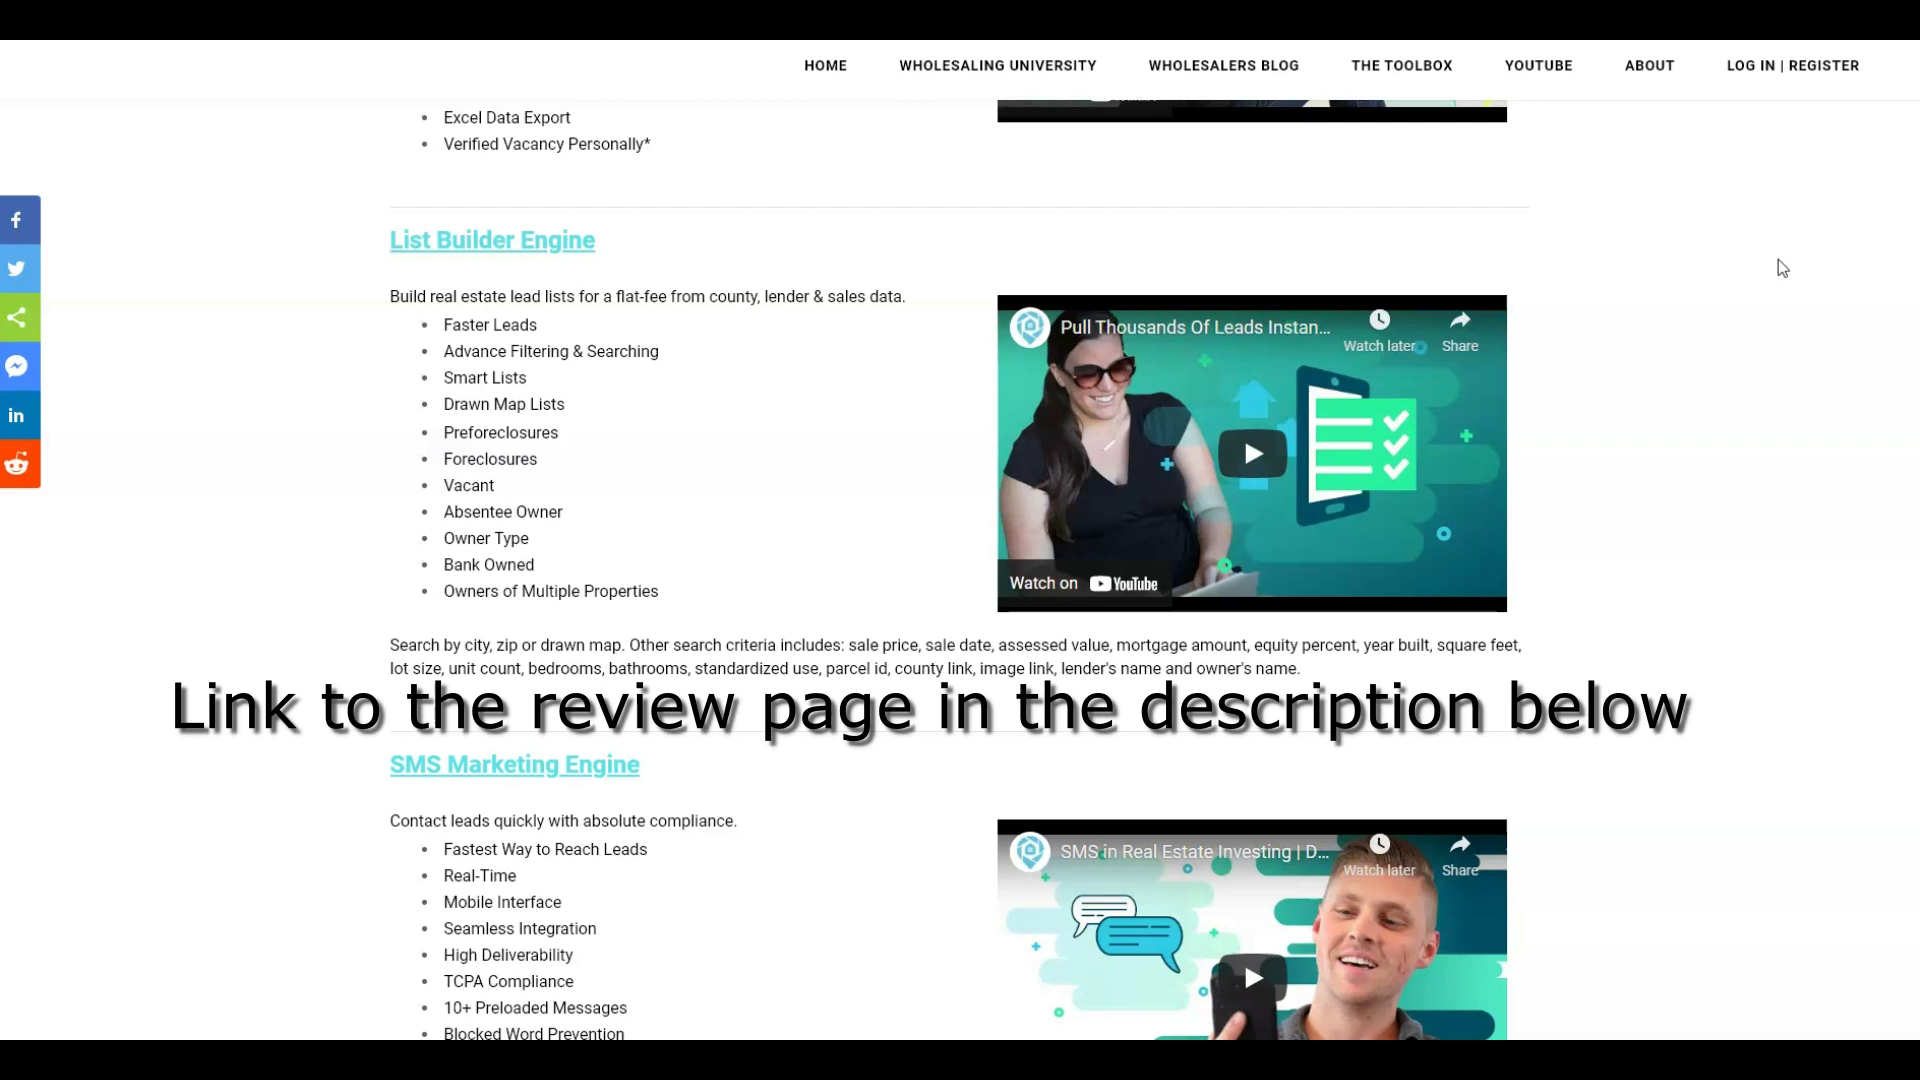 HOME WHOLESALING UNIVERSITY WHOLESALERS BLOG THE TOOLBOX YOUTUBE ABOUT LOG IN | REGISTER
Excel Data Export
Verified Vacancy Personally*
List Builder Engine
Build real estate lead lists for a flat-fee from county, lender & sales data.
Faster Leads
Advance Filtering & Searching
Smart Lists
Drawn Map Lists
Preforeclosures
Foreclosures
Vacant
Absentee Owner
Owner Type
Bank Owned
Owners of Multiple Properties
Pull Thousands Of Leads Instan...
Watch later
Share
Watch on YouTube
Search by city, zip or drawn map. Other search criteria includes: sale price, sale date, assessed value, mortgage amount, equity percent, year built, square feet,
lot size, unit count, bedrooms, bathrooms, standardized use, parcel id, county link, image link, lender's name and owner's name.
Link to the review page in the description below
SMS Marketing Engine
Contact leads quickly with absolute compliance.
Fastest Way to Reach Leads
Real-Time
Mobile Interface
Seamless Integration
High Deliverability
TCPA Compliance
10+ Preloaded Messages
Blocked Word Prevention
SMS in Real Estate Investing | D...
Watch later
Share
f
in